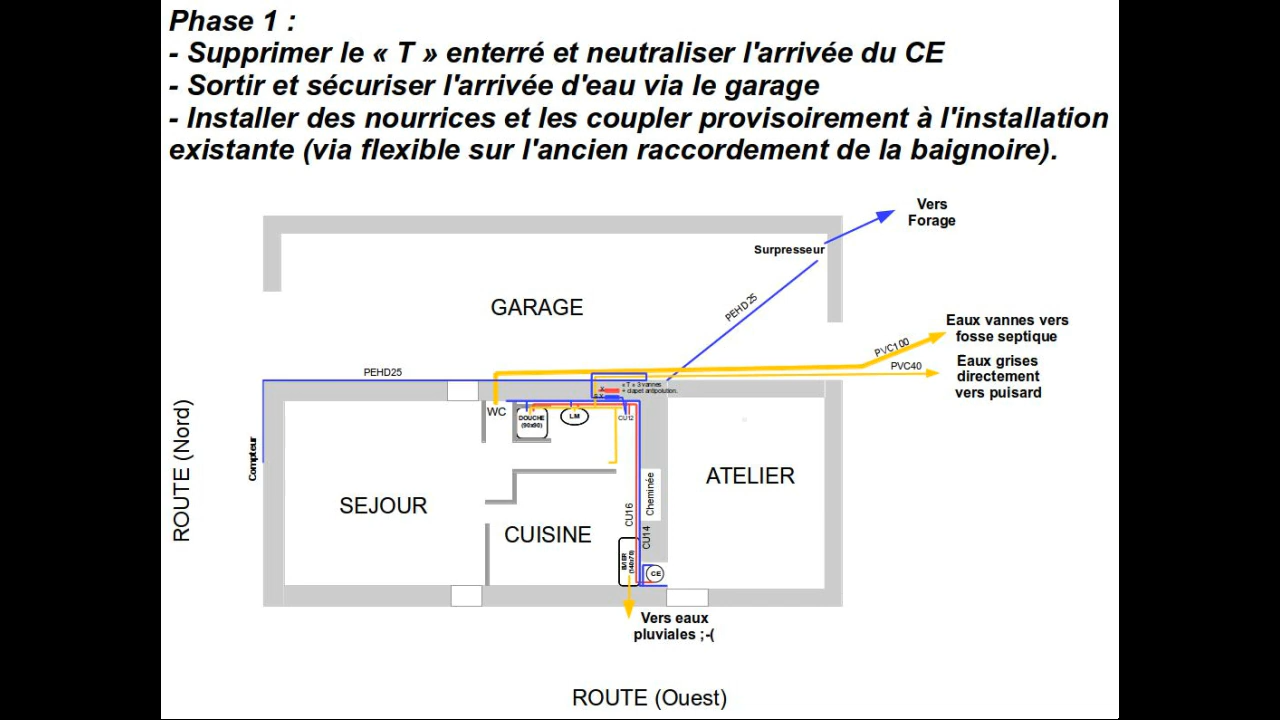 Phase 1 :
- Supprimer le « T » enterré et neutraliser l'arrivée du CE
- Sortir et sécuriser l'arrivée d'eau via le garage
- Installer des nourrices et les coupler provisoirement à l'installation
existante (via flexible sur l'ancien raccordement de la baignoire).
Vers
Forage
Surpresseur
GARAGE
PEHD25
Eaux vannes vers
fosse septique
PVC100
Eaux grises
directement
vers puisard
PVC40
PEHD25
« T » 3 vannes
+ clapet antipolution.
WC
DOUCHE
(90x90)
LM
CU12
ROUTE (Nord)
Compteur
SEJOUR
CUISINE
CU16
Cheminée
CU14
ATELIER
EVIER
(140x70)
CE
Vers eaux
pluviales ;-(
ROUTE (Ouest)